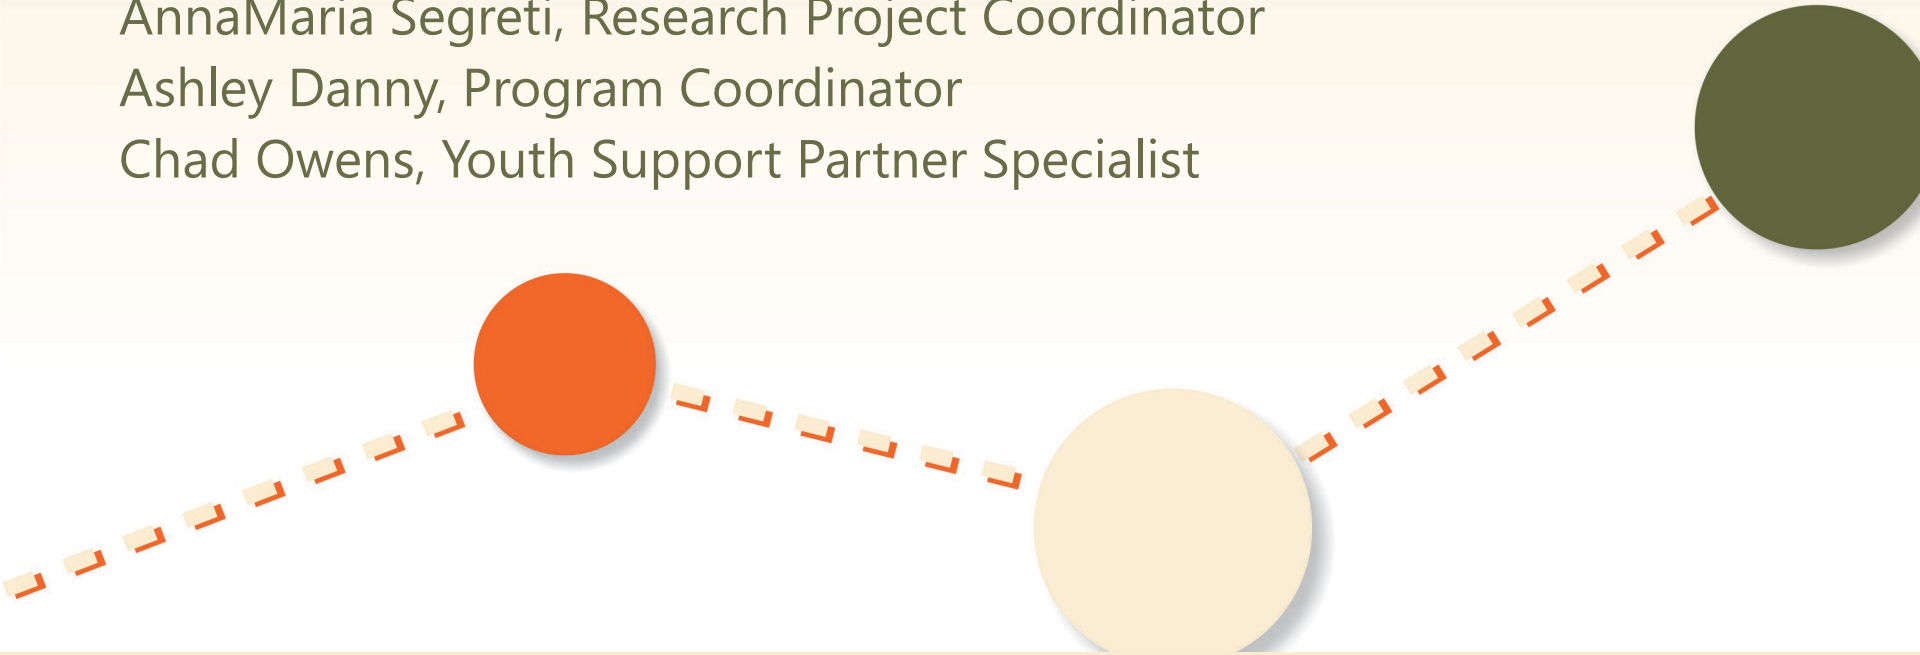 AnnaMaria Segreti, Research Project Coordinator
Ashley Danny, Program Coordinator
Chad Owens, Youth Support Partner Specialist